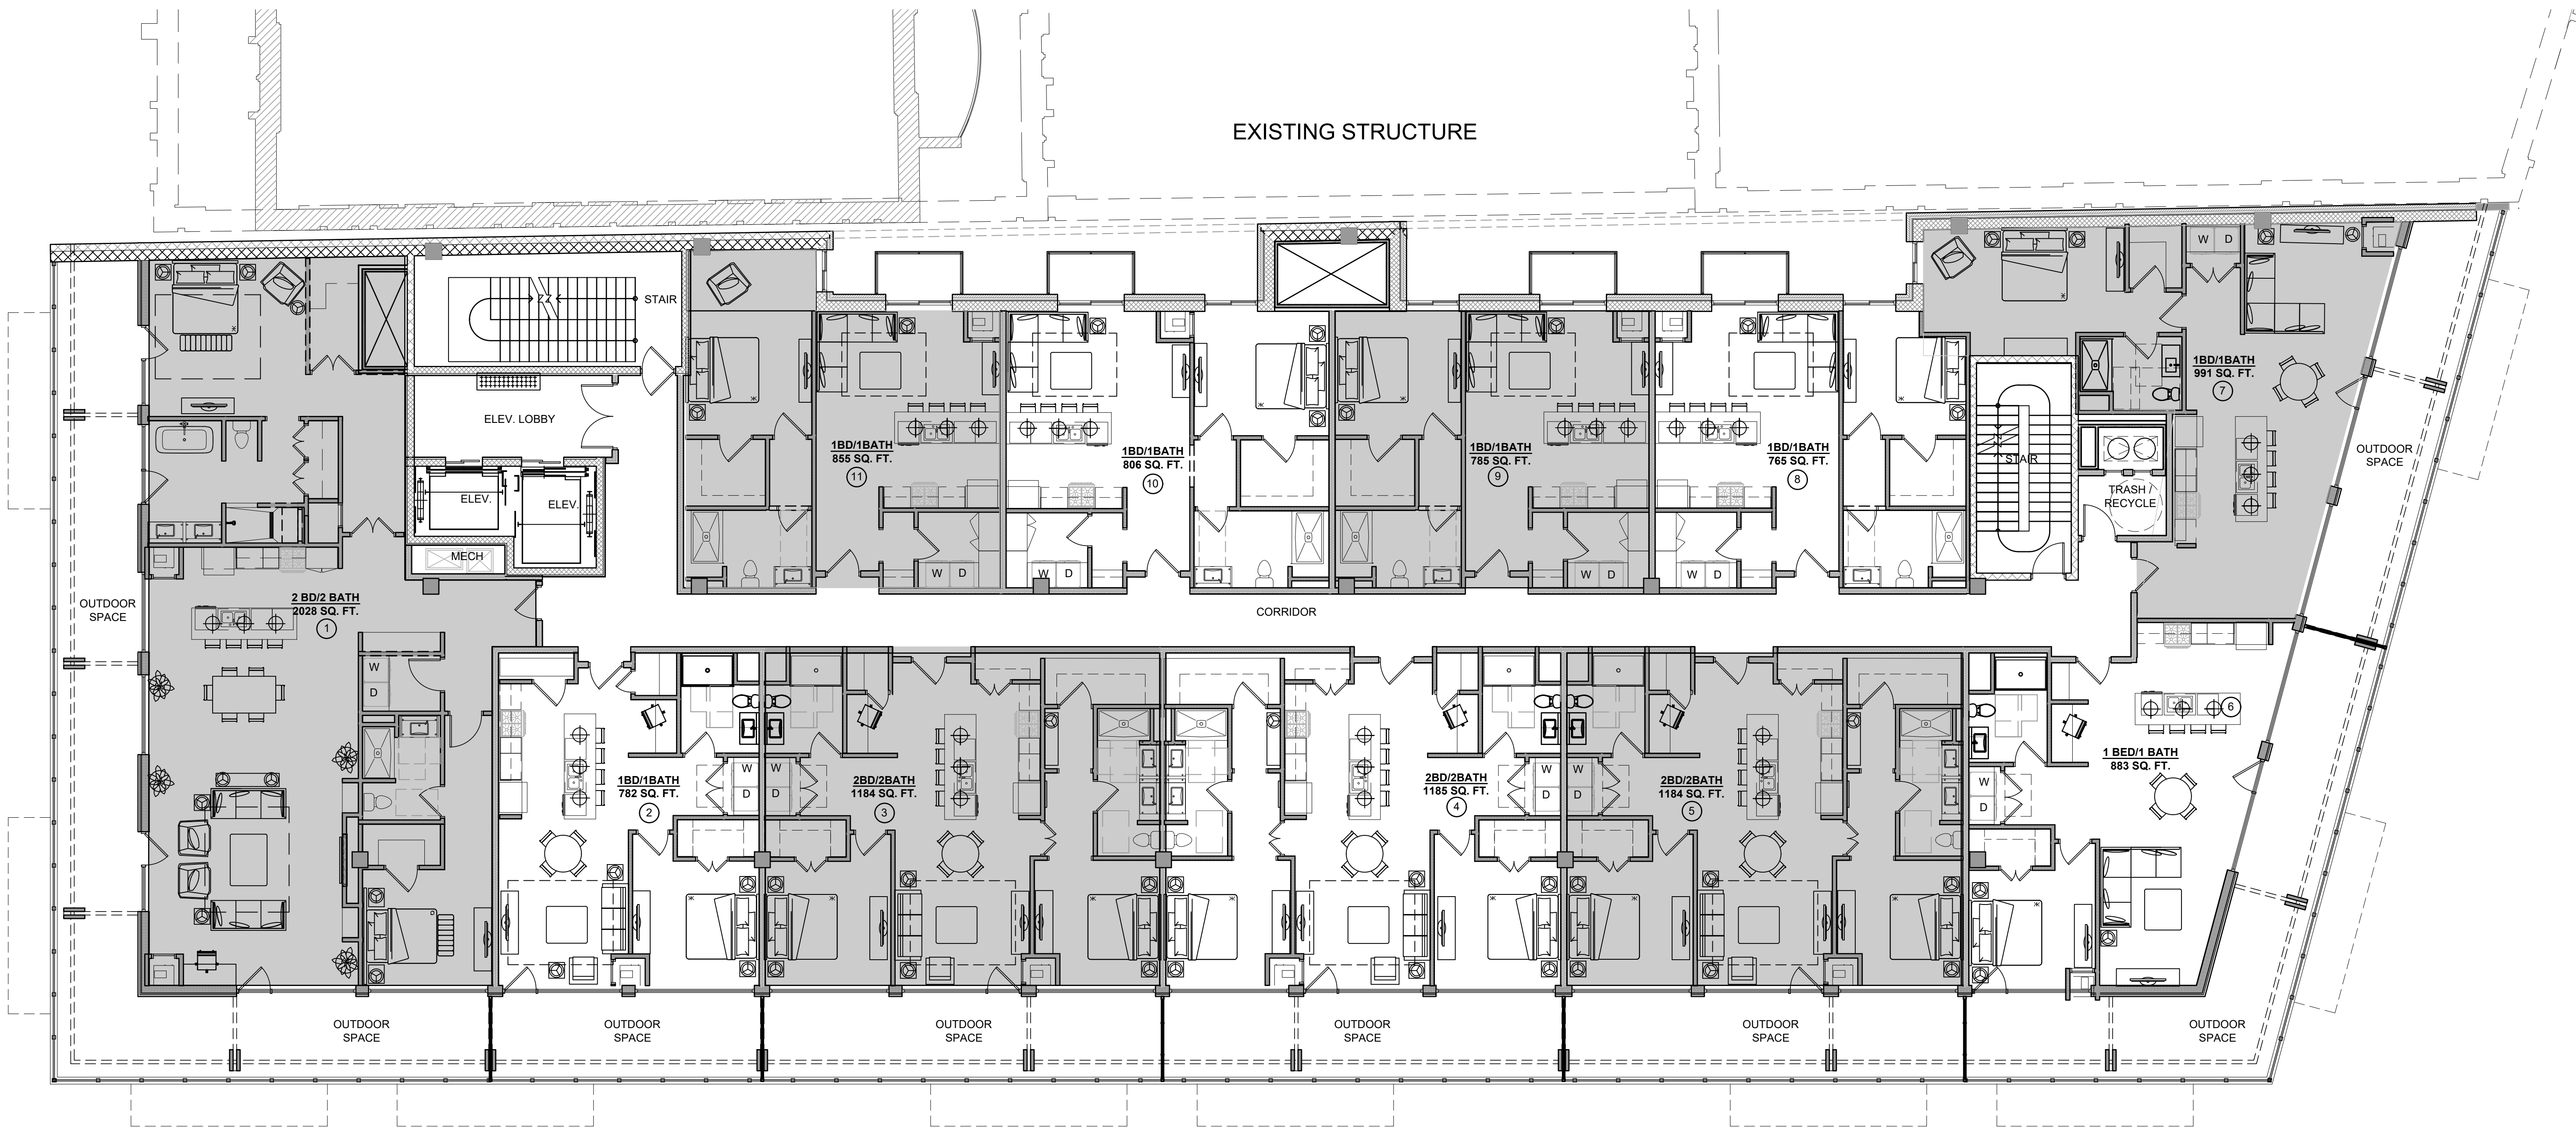 EXISTING STRUCTURE
STAIR
ELEV. LOBBY
ELEV.
ELEV.
MECH
1BD/1BATH
855 SQ. FT.
11
W D
1BD/1BATH
806 SQ. FT.
10
W D
1BD/1BATH
785 SQ. FT.
9
W D
1BD/1BATH
765 SQ. FT.
8
W D
W D
1BD/1BATH
991 SQ. FT.
7
STAIR
TRASH /
RECYCLE
OUTDOOR
SPACE
OUTDOOR
SPACE
2 BD/2 BATH
2028 SQ. FT.
1
W
D
CORRIDOR
1BD/1BATH
782 SQ. FT.
2
W
D
W
D
2BD/2BATH
1184 SQ. FT.
3
2BD/2BATH
1185 SQ. FT.
4
W
D
W
D
2BD/2BATH
1184 SQ. FT.
5
W
D
6
1 BED/1 BATH
883 SQ. FT.
OUTDOOR
SPACE
OUTDOOR
SPACE
OUTDOOR
SPACE
OUTDOOR
SPACE
OUTDOOR
SPACE
OUTDOOR
SPACE